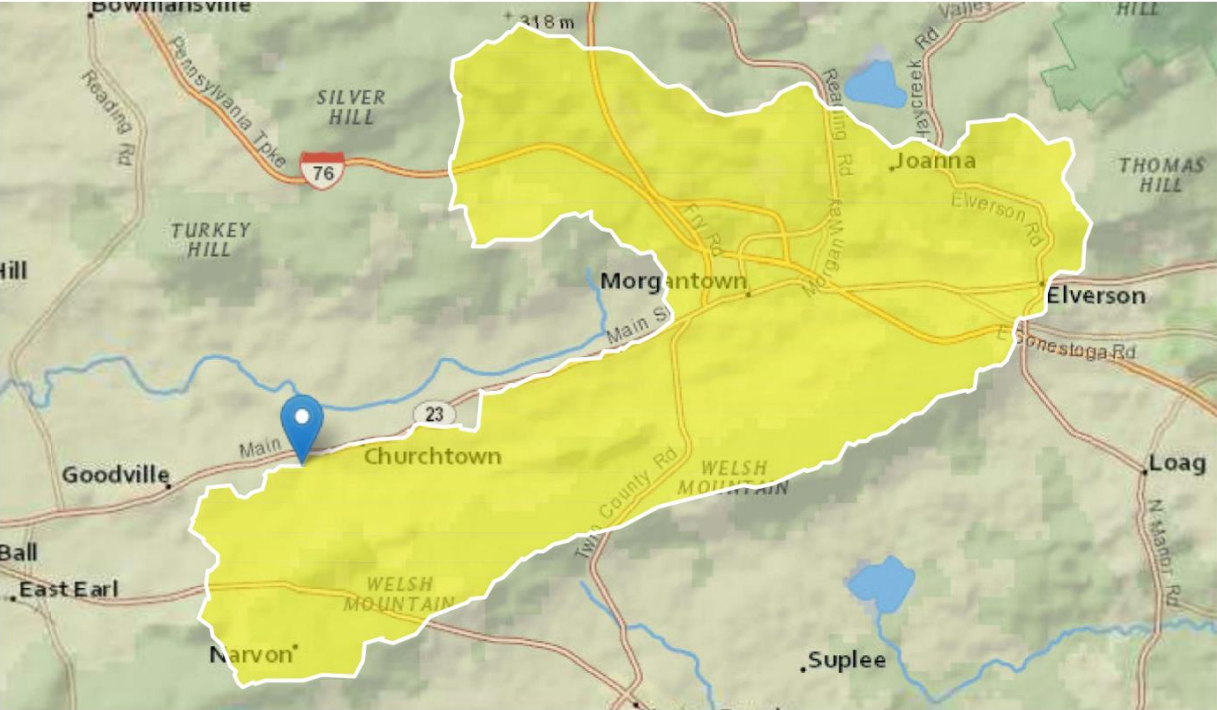 Bowmansville
318 m
Valley
HILL
Pennsylvania Tpke
Reading Rd
SILVER
HILL
Reading Rd
Haycreek Rd
76
Joanna
THOMAS
HILL
TURKEY
HILL
Elverson Rd
Fry Rd
Morgan Way
Hill
Morgantown
Elverson
Main S
Conestoga Rd
23
Main
Churchtown
Goodville
WELSH
MOUNTAIN
Loag
Twin County Rd
N Manor Rd
Ball
East Earl
WELSH
MOUNTAIN
Narvon
Suplee